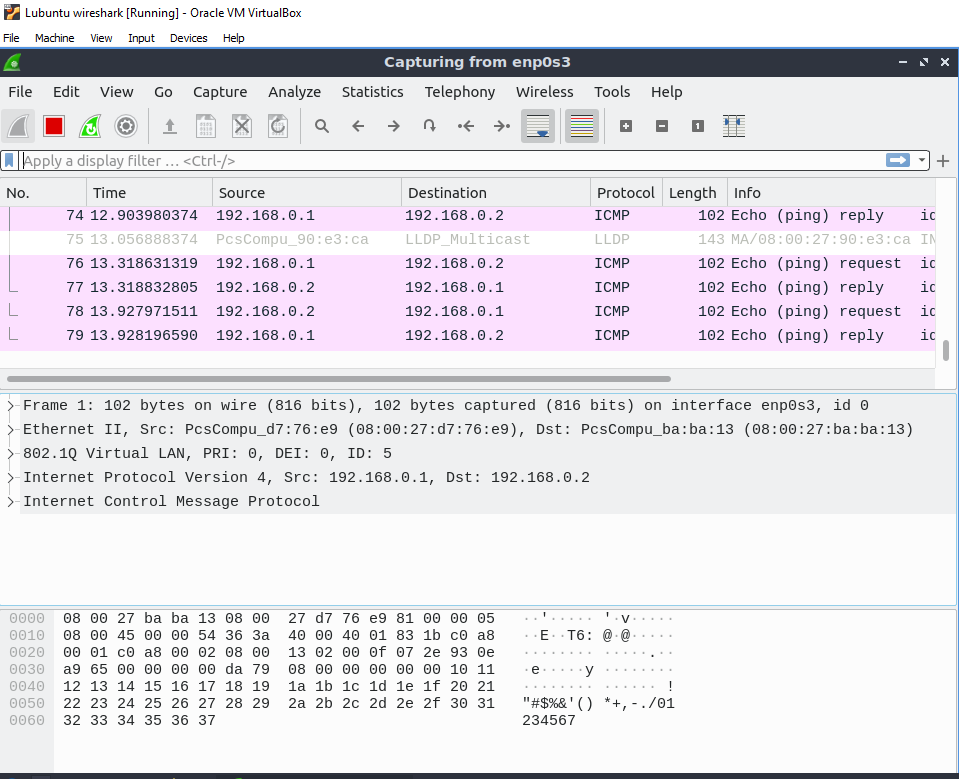 Lubuntu wireshark [Running] - Oracle VM VirtualBox
File Machine View Input Devices Help
Capturing from enp0s3
File Edit View Go Capture Analyze Statistics Telephony Wireless Tools Help
Apply a display filter … <Ctrl-/>
No. Time Source Destination Protocol Length Info
74 12.903980374 192.168.0.1 192.168.0.2 ICMP 102 Echo (ping) reply id
75 13.056888374 PcsCompu_90:e3:ca LLDP_Multicast LLDP 143 MA/08:00:27:90:e3:ca IN
76 13.318631319 192.168.0.1 192.168.0.2 ICMP 102 Echo (ping) request id
77 13.318832805 192.168.0.2 192.168.0.1 ICMP 102 Echo (ping) reply id
78 13.927971511 192.168.0.2 192.168.0.1 ICMP 102 Echo (ping) request id
79 13.928196590 192.168.0.1 192.168.0.2 ICMP 102 Echo (ping) reply id
Frame 1: 102 bytes on wire (816 bits), 102 bytes captured (816 bits) on interface enp0s3, id 0
Ethernet II, Src: PcsCompu_d7:76:e9 (08:00:27:d7:76:e9), Dst: PcsCompu_ba:ba:13 (08:00:27:ba:ba:13)
802.1Q Virtual LAN, PRI: 0, DEI: 0, ID: 5
Internet Protocol Version 4, Src: 192.168.0.1, Dst: 192.168.0.2
Internet Control Message Protocol
0000 08 00 27 ba ba 13 08 00 27 d7 76 e9 81 00 00 05 ··'····· '·v·····
0010 08 00 45 00 00 54 36 3a 40 00 40 01 83 1b c0 a8 ··E··T6: @·@·····
0020 00 01 c0 a8 00 02 08 00 13 02 00 0f 07 2e 93 0e ········ ·····.··
0030 a9 65 00 00 00 00 da 79 08 00 00 00 00 00 10 11 ·e·····y ········
0040 12 13 14 15 16 17 18 19 1a 1b 1c 1d 1e 1f 20 21 ········ ······ !
0050 22 23 24 25 26 27 28 29 2a 2b 2c 2d 2e 2f 30 31 "#$%&'() *+,-./01
0060 32 33 34 35 36 37 234567